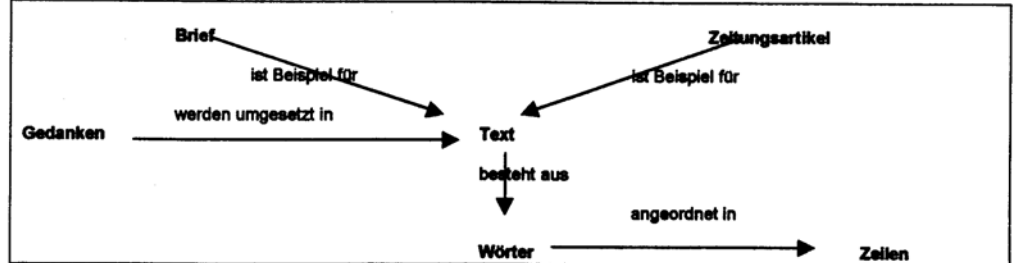 Brief Zeitungsartikel
ist Beispiel für ist Beispiel für
werden umgesetzt in
Gedanken Text
besteht aus
angeordnet in
Wörter Zeilen